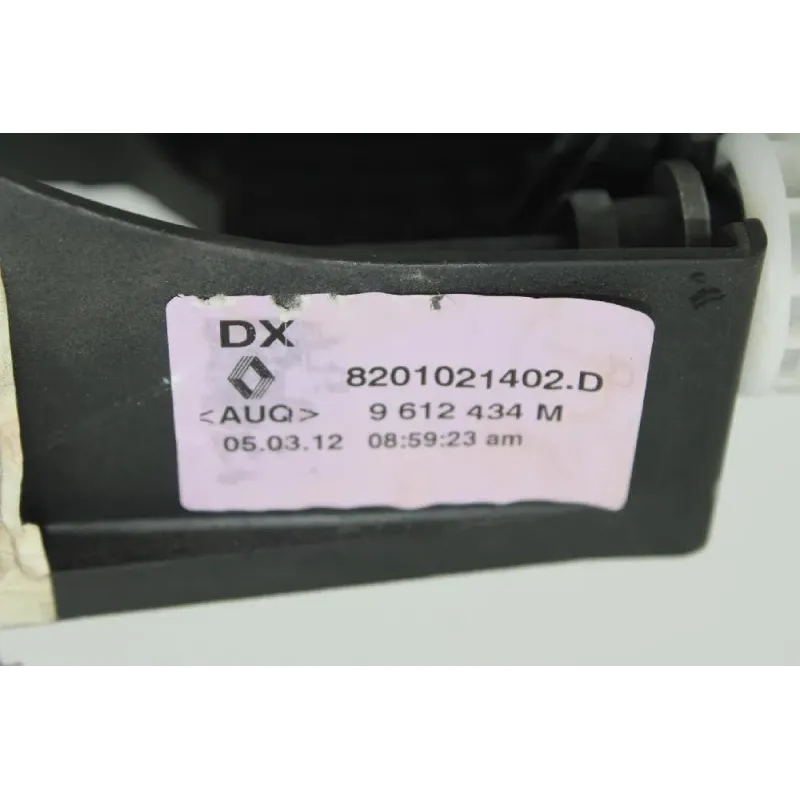 DX
8201021402.D
<AUQ> 9 612 434 M
05.03.12 08:59:23 am